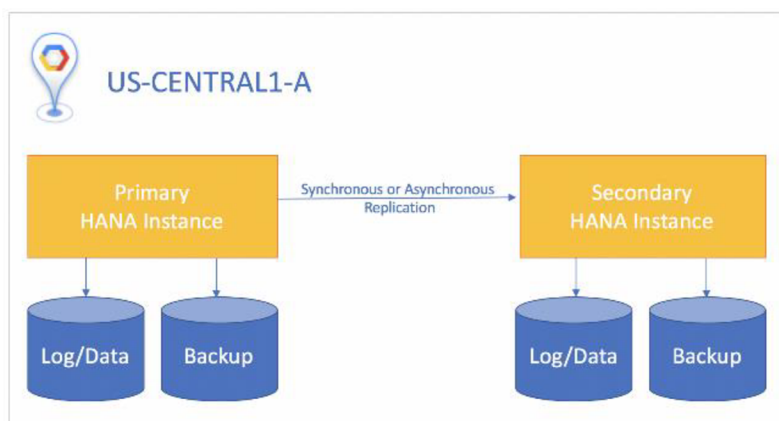 US-CENTRAL1-A
Primary
HANA Instance
Synchronous or Asynchronous
Replication
Secondary
HANA Instance
Log/Data
Backup
Log/Data
Backup